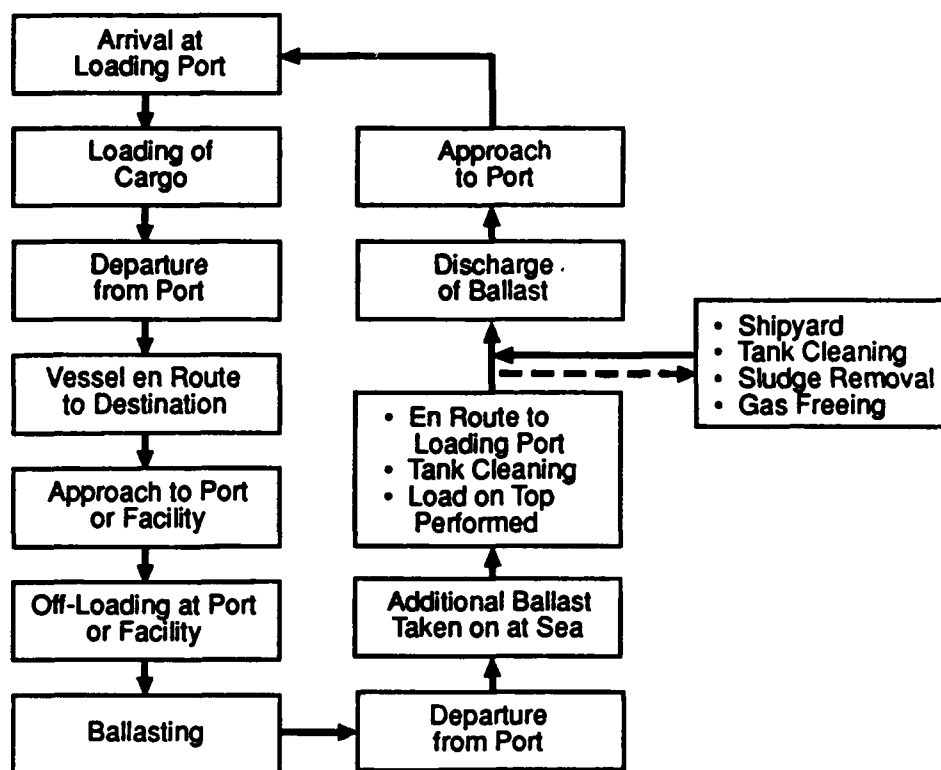 Arrival at
Loading Port
Loading of
Cargo
Departure
from Port
Vessel en Route
to Destination
Approach to Port
or Facility
Off-Loading at Port
or Facility
Ballasting
Departure
from Port
Additional Ballast
Taken on at Sea
• En Route to
Loading Port
• Tank Cleaning
• Load on Top
Performed
• Shipyard
• Tank Cleaning
• Sludge Removal
• Gas Freeing
Discharge
of Ballast
Approach
to Port